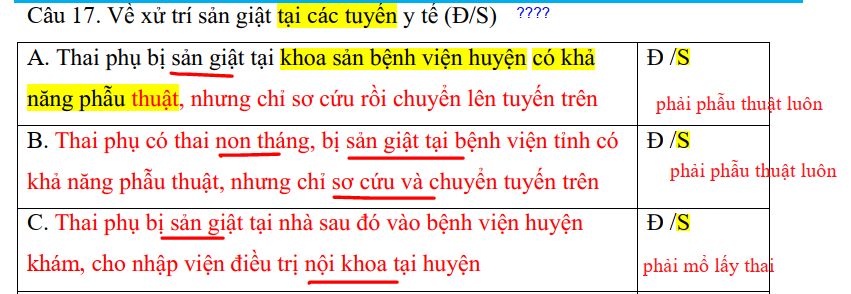 Câu 17. Về xử trí sản giật tại các tuyến y tế (Đ/S) ????
A. Thai phụ bị sản giật tại khoa sản bệnh viện huyện có khả Đ /S
năng phẫu thuật, nhưng chỉ sơ cứu rồi chuyển lên tuyến trên phải phẫu thuật luôn
B. Thai phụ có thai non tháng, bị sản giật tại bệnh viện tỉnh có Đ /S
khả năng phẫu thuật, nhưng chỉ sơ cứu và chuyển tuyến trên phải phẫu thuật luôn
C. Thai phụ bị sản giật tại nhà sau đó vào bệnh viện huyện Đ /S
khám, cho nhập viện điều trị nội khoa tại huyện phải mổ lấy thai